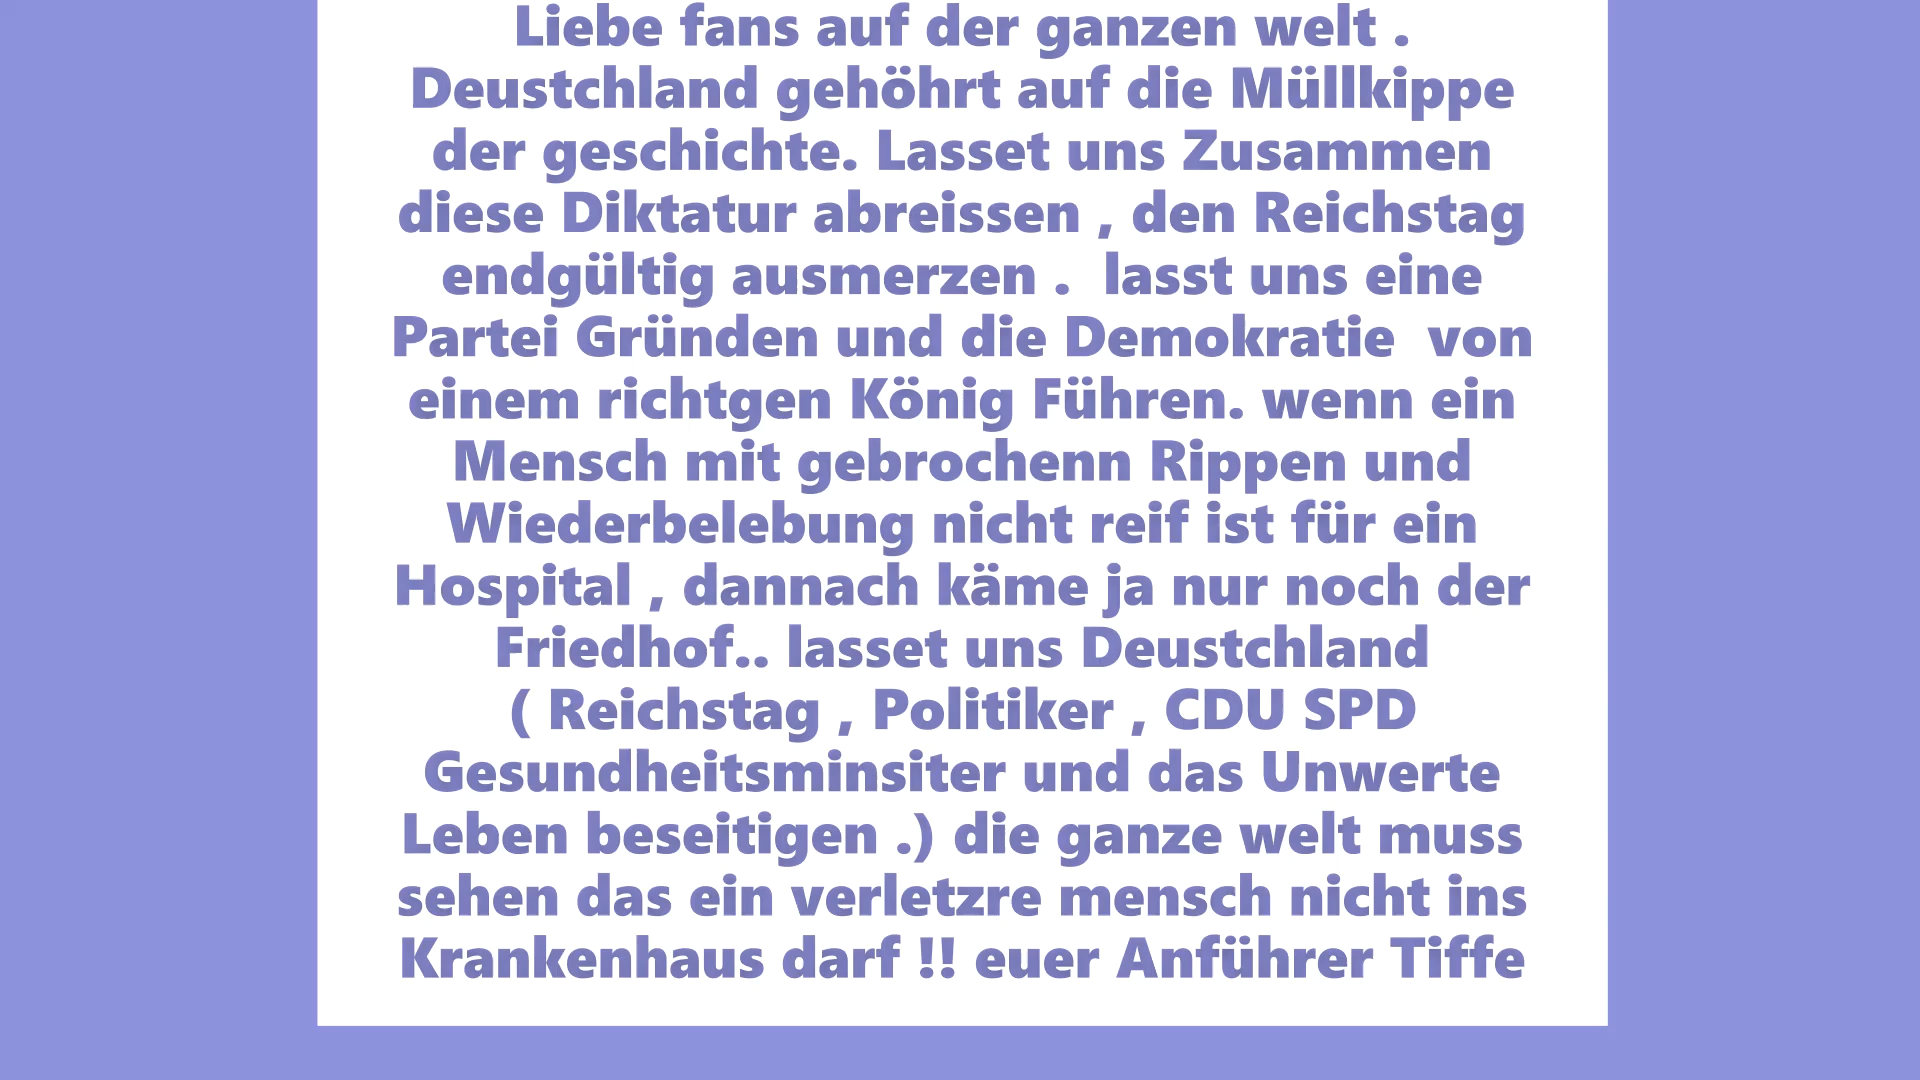 Liebe fans auf der ganzen welt .
Deustchland gehöhrt auf die Müllkippe
der geschichte. Lasset uns Zusammen
diese Diktatur abreissen , den Reichstag
endgültig ausmerzen .  lasst uns eine
Partei Gründen und die Demokratie  von
einem richtgen König Führen. wenn ein
Mensch mit gebrochenn Rippen und
Wiederbelebung nicht reif ist für ein
Hospital , dannach käme ja nur noch der
Friedhof.. lasset uns Deustchland
( Reichstag , Politiker , CDU SPD
Gesundheitsminsiter und das Unwerte
Leben beseitigen .) die ganze welt muss
sehen das ein verletzre mensch nicht ins
Krankenhaus darf !! euer Anführer Tiffe